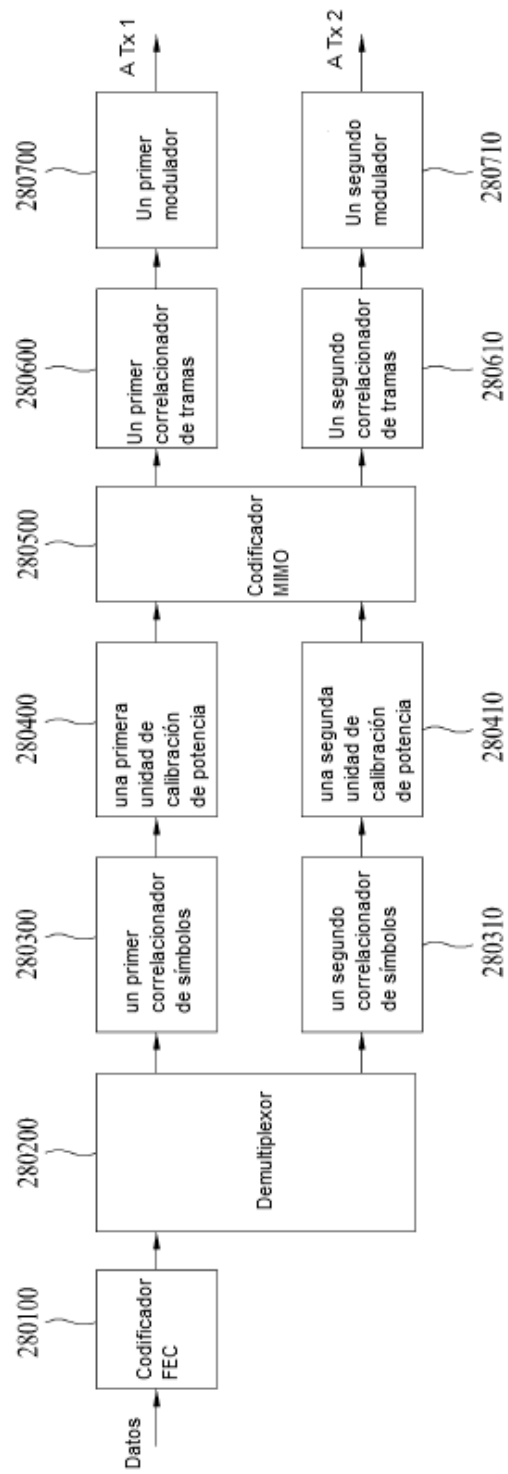 Datos
280100
Codificador
FEC
280200
Demultiplexor
280300
un primer
correlacionador
de símbolos
280400
una primera
unidad de
calibración
de potencia
280500
Codificador
MIMO
280600
Un primer
correlacionador
de tramas
280700
Un primer
modulador
A Tx 1
un segundo
correlacionador
de símbolos
280310
una segunda
unidad de
calibración
de potencia
280410
Un segundo
correlacionador
de tramas
280610
Un segundo
modulador
280710
A Tx 2